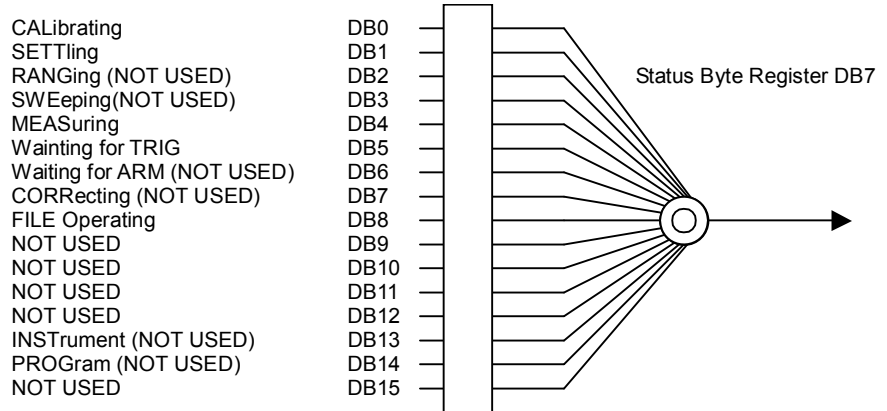 CALibrating DB0
SETTling DB1
RANGing (NOT USED) DB2
Status Byte Register DB7
SWEeping(NOT USED) DB3
MEASuring DB4
Wainting for TRIG DB5
Waiting for ARM (NOT USED) DB6
CORRecting (NOT USED) DB7
FILE Operating DB8
NOT USED DB9
NOT USED DB10
NOT USED DB11
NOT USED DB12
INSTrument (NOT USED) DB13
PROGram (NOT USED) DB14
NOT USED DB15